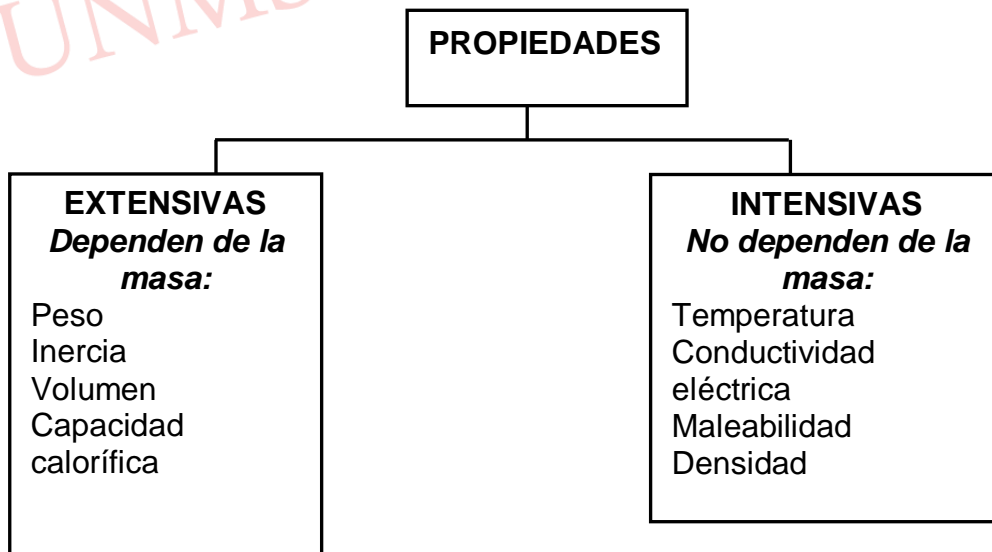 PROPIEDADES
EXTENSIVAS
Dependen de la
masa:
Peso
Inercia
Volumen
Capacidad
calorífica
INTENSIVAS
No dependen de la
masa:
Temperatura
Conductividad
eléctrica
Maleabilidad
Densidad